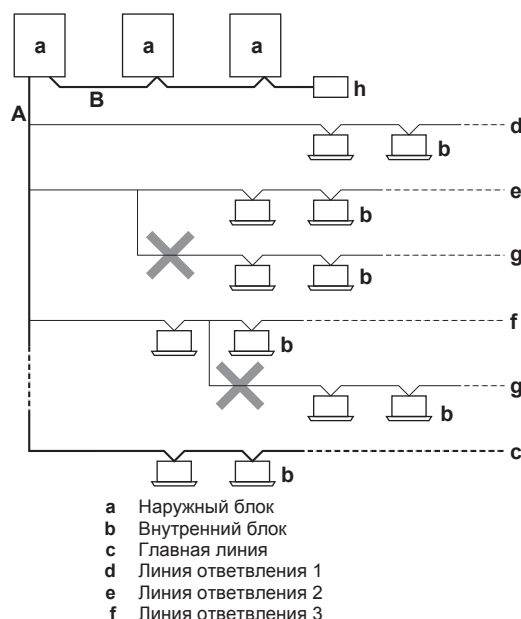 a a a
h
B
A
d
b
e
b
g
b
f
b
g
b
c
b
a Наружный блок
b Внутренний блок
c Главная линия
d Линия ответвления 1
e Линия ответвления 2
f Линия ответвления 3